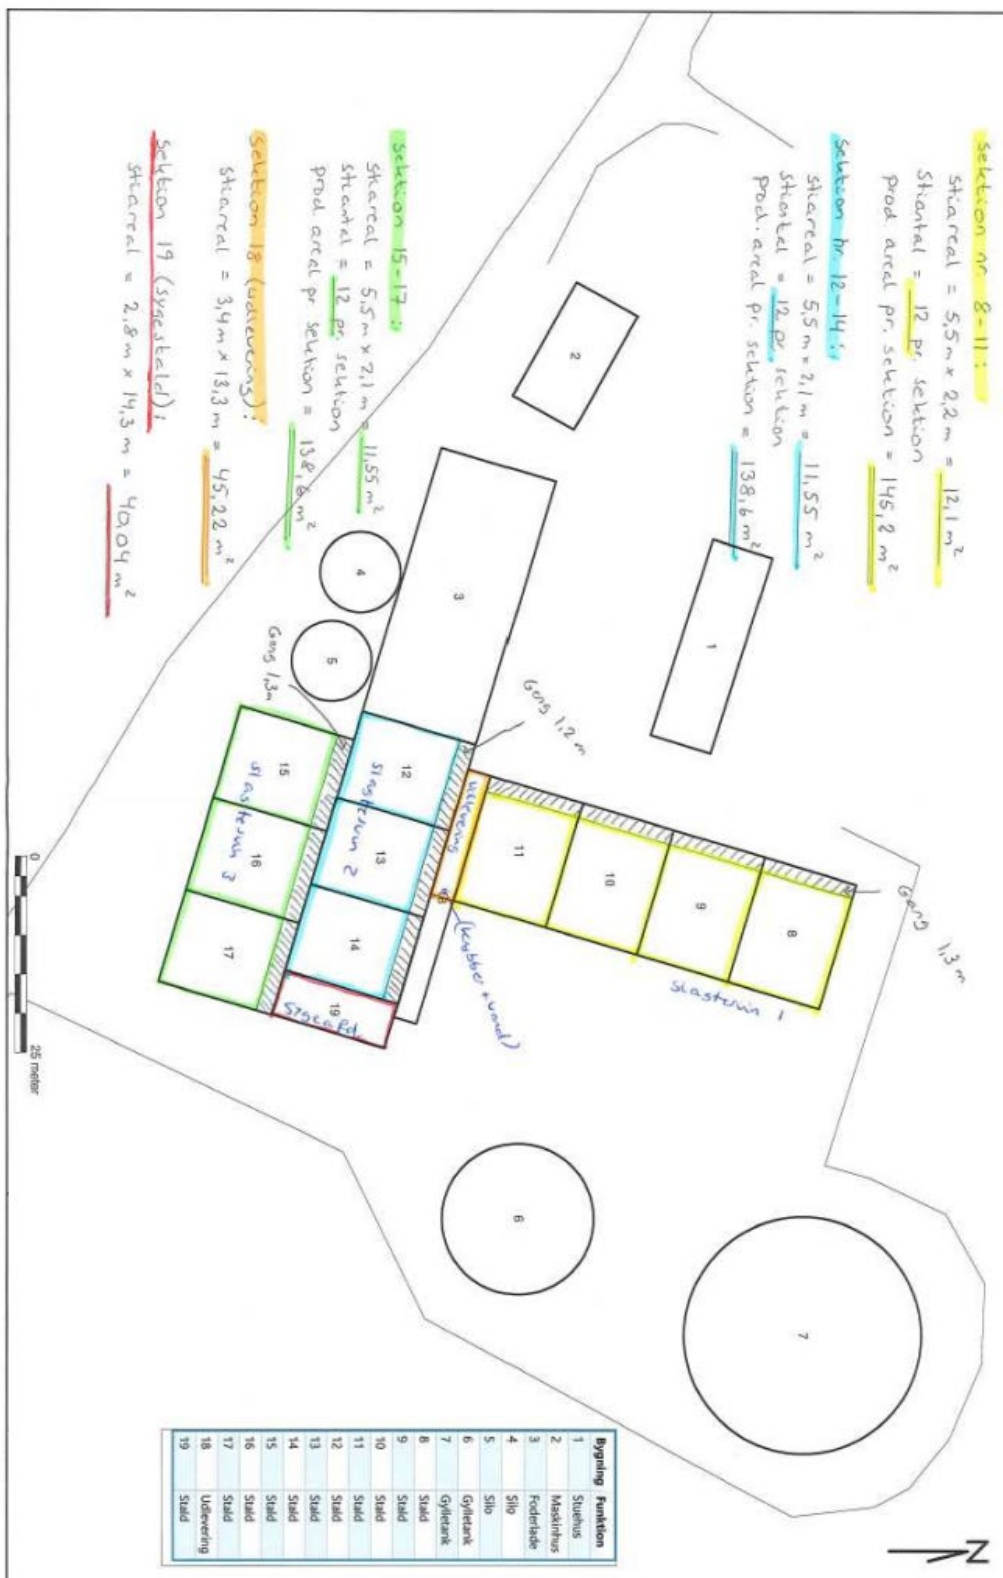 Sektion nr. 8-11:
Stiareal = 5,5 m x 2,2 m = 12,1 m²
Stiantal = 12 pr. sektion
prod areal pr. sektion = 145,2 m²
Sektion nr. 12-14:
Stiareal = 5,5 m x 2,1 m = 11,55 m²
Stiantal = 12 pr. sektion
prod. areal pr. sektion = 138,6 m²
Sektion 15-17:
Stiareal = 5,5 m x 2,1 m = 11,55 m²
Stiantal = 12 pr. sektion
prod areal pr sektion = 138,6 m²
Sektion 18 (udlevering):
Stiareal = 3,4 m x 13,3 m = 45,22 m²
Sektion 19 (sygestald):
Stiareal = 2,8 m x 14,3 m = 40,04 m²
1
2
3
4
5
Gang 1,3 m
Gang 1,2 m
Gang 1,3 m
8
9
10
11
Slagtesvin 1
Udlevering
(krybber + vand)
12
13
14
Slagtesvin 2
15
16
17
Slagtesvin 3
19
6
7
0
25 meter
Bygning Funktion
1 Stuehus
2 Maskinhus
3 Foderlade
4 Silo
5 Silo
6 Gylletank
7 Gylletank
8 Stald
9 Stald
10 Stald
11 Stald
12 Stald
13 Stald
14 Stald
15 Stald
16 Stald
17 Stald
18 Udlevering
19 Stald
N